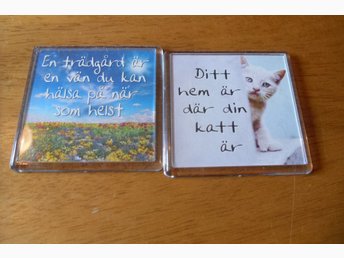 En trädgård är
en vän du kan
hälsa på när
som helst
Ditt
hem är
där din
katt
är